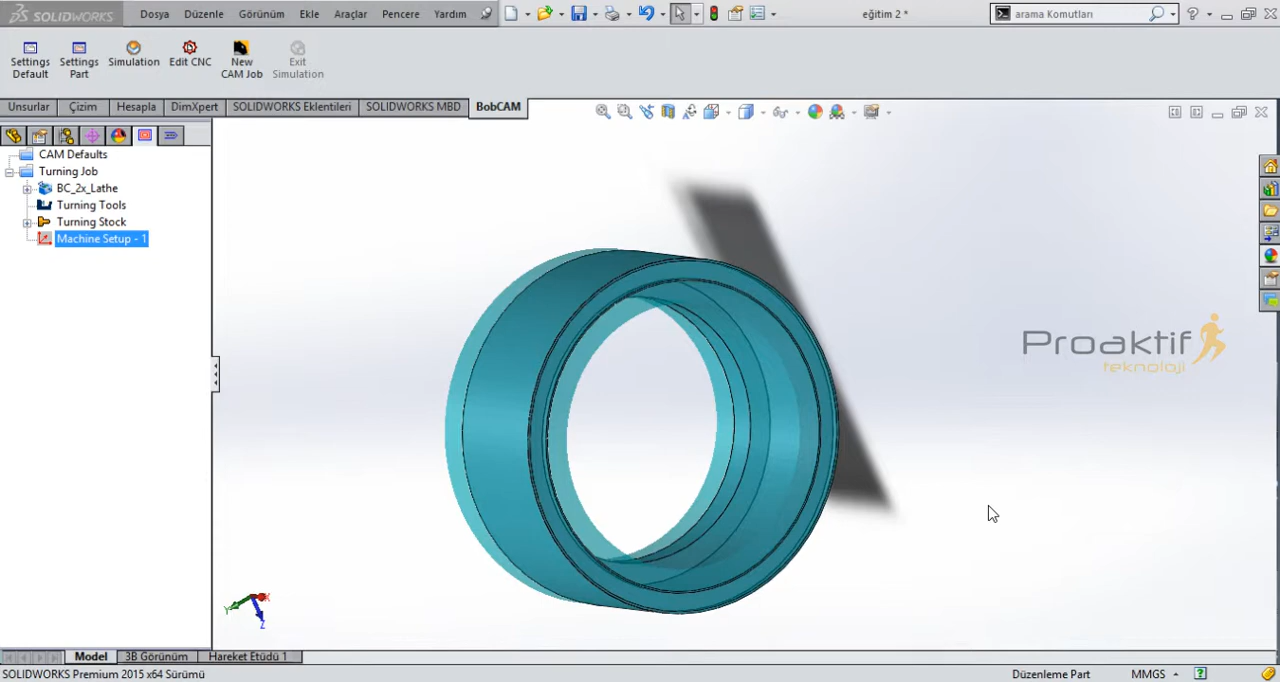 SOLIDWORKS Dosya Düzenle Görünüm Ekle Araçlar Pencere Yardım eğitim 2 * arama Komutları
Settings Default
Settings Part
Simulation
Edit CNC
New CAM Job
Exit Simulation
Unsurlar Çizim Hesapla DimXpert SOLIDWORKS Eklentileri SOLIDWORKS MBD BobCAM
CAM Defaults
Turning Job
BC_2x_Lathe
Turning Tools
Turning Stock
Machine Setup - 1
Proaktif
teknoloji
Y X
Z
Model 3B Görünüm Hareket Etüdü 1
SOLIDWORKS Premium 2015 x64 Sürümü Düzenleme Part MMGS